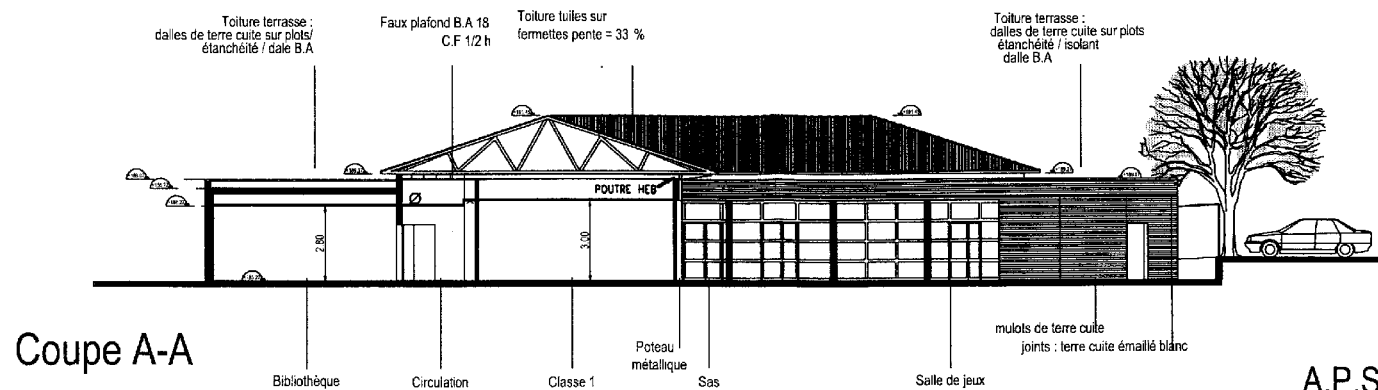 Toiture terrasse :
dalles de terre cuite sur plots/
étanchéité / dale B.A
Faux plafond B.A 18
C.F 1/2 h
Toiture tuiles sur
fermettes pente = 33 %
Toiture terrasse :
dalles de terre cuite sur plots
étanchéité / isolant
dalle B.A
POUTRE HEB
2.80
3.00
mulots de terre cuite
joints : terre cuite émaillé blanc
Coupe A-A
Bibliothèque
Circulation
Classe 1
Poteau
métallique
Sas
Salle de jeux
A.P.S